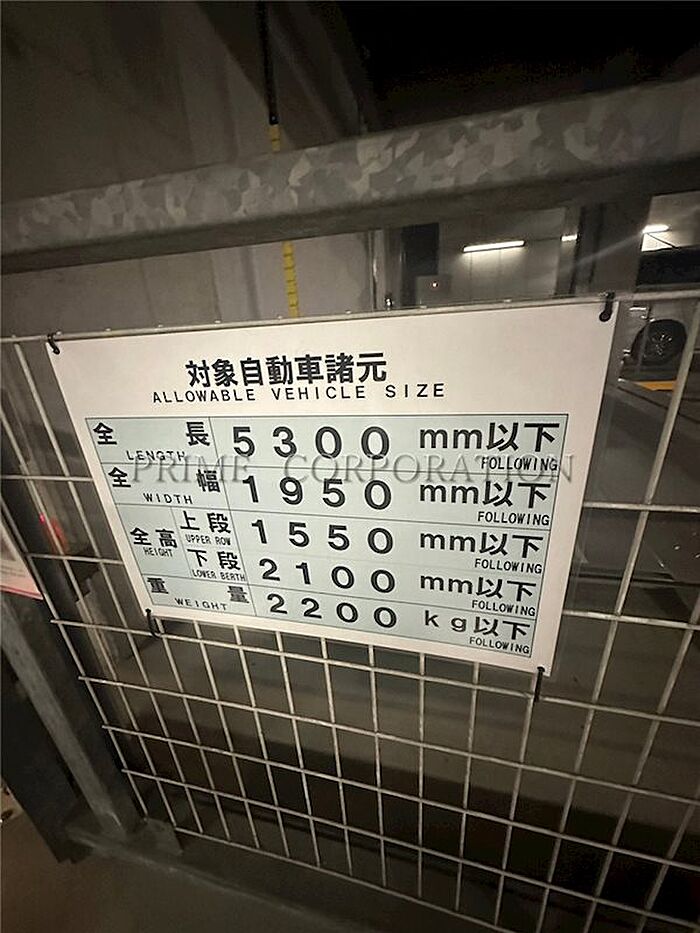 対象自動車諸元
ALLOWABLE VEHICLE SIZE
全長 5300 mm以下
LENGTH FOLLOWING
PRIME CORPORATION
全幅 1950 mm以下
WIDTH FOLLOWING
全高 上段 1550 mm以下
HEIGHT UPPER ROW FOLLOWING
下段 2100 mm以下
LOWER BERTH FOLLOWING
重量 2200 kg以下
WEIGHT FOLLOWING